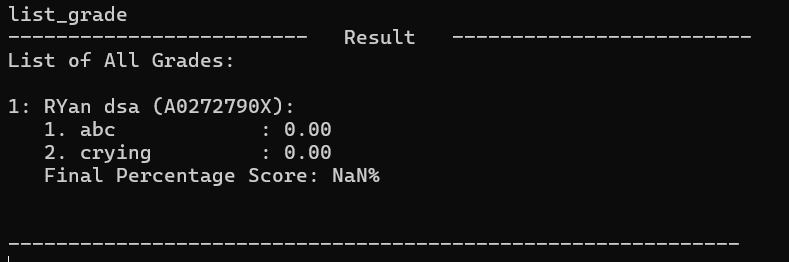 list_grade
-------------------------   Result   -------------------------
List of All Grades:
1: RYan dsa (A0272790X):
1. abc            : 0.00
2. crying         : 0.00
Final Percentage Score: NaN%
-------------------------------------------------------------